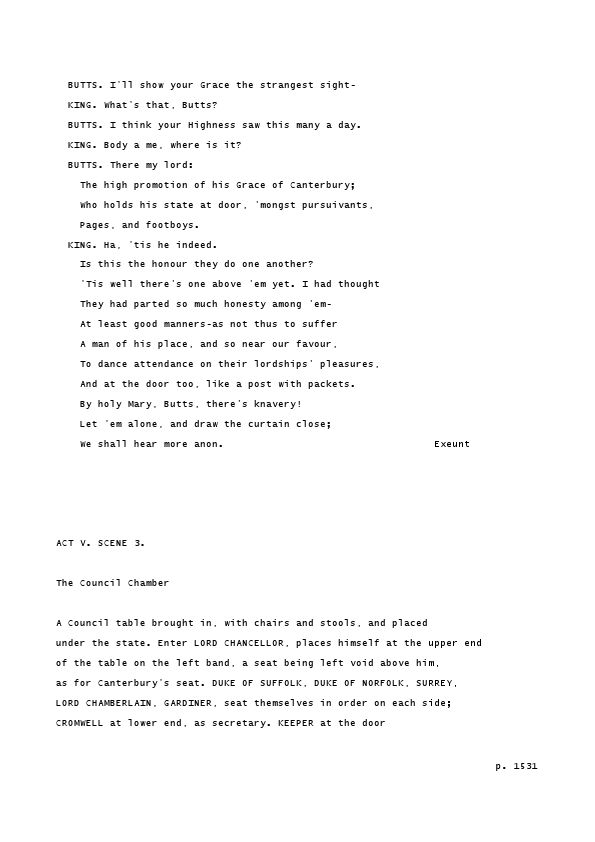 BUTTS. I'll show your Grace the strangest sight-
KING. What's that, Butts?
BUTTS. I think your Highness saw this many a day.
KING. Body a me, where is it?
BUTTS. There my lord:
The high promotion of his Grace of Canterbury;
Who holds his state at door, 'mongst pursuivants,
Pages, and footboys.
KING. Ha, 'tis he indeed.
Is this the honour they do one another?
'Tis well there's one above 'em yet. I had thought
They had parted so much honesty among 'em-
At least good manners-as not thus to suffer
A man of his place, and so near our favour,
To dance attendance on their lordships' pleasures,
And at the door too, like a post with packets.
By holy Mary, Butts, there's knavery!
Let 'em alone, and draw the curtain close;
We shall hear more anon. Exeunt
ACT V. SCENE 3.
The Council Chamber
A Council table brought in, with chairs and stools, and placed
under the state. Enter LORD CHANCELLOR, places himself at the upper end
of the table on the left band, a seat being left void above him,
as for Canterbury's seat. DUKE OF SUFFOLK, DUKE OF NORFOLK, SURREY,
LORD CHAMBERLAIN, GARDINER, seat themselves in order on each side;
CROMWELL at lower end, as secretary. KEEPER at the door
p. 1531